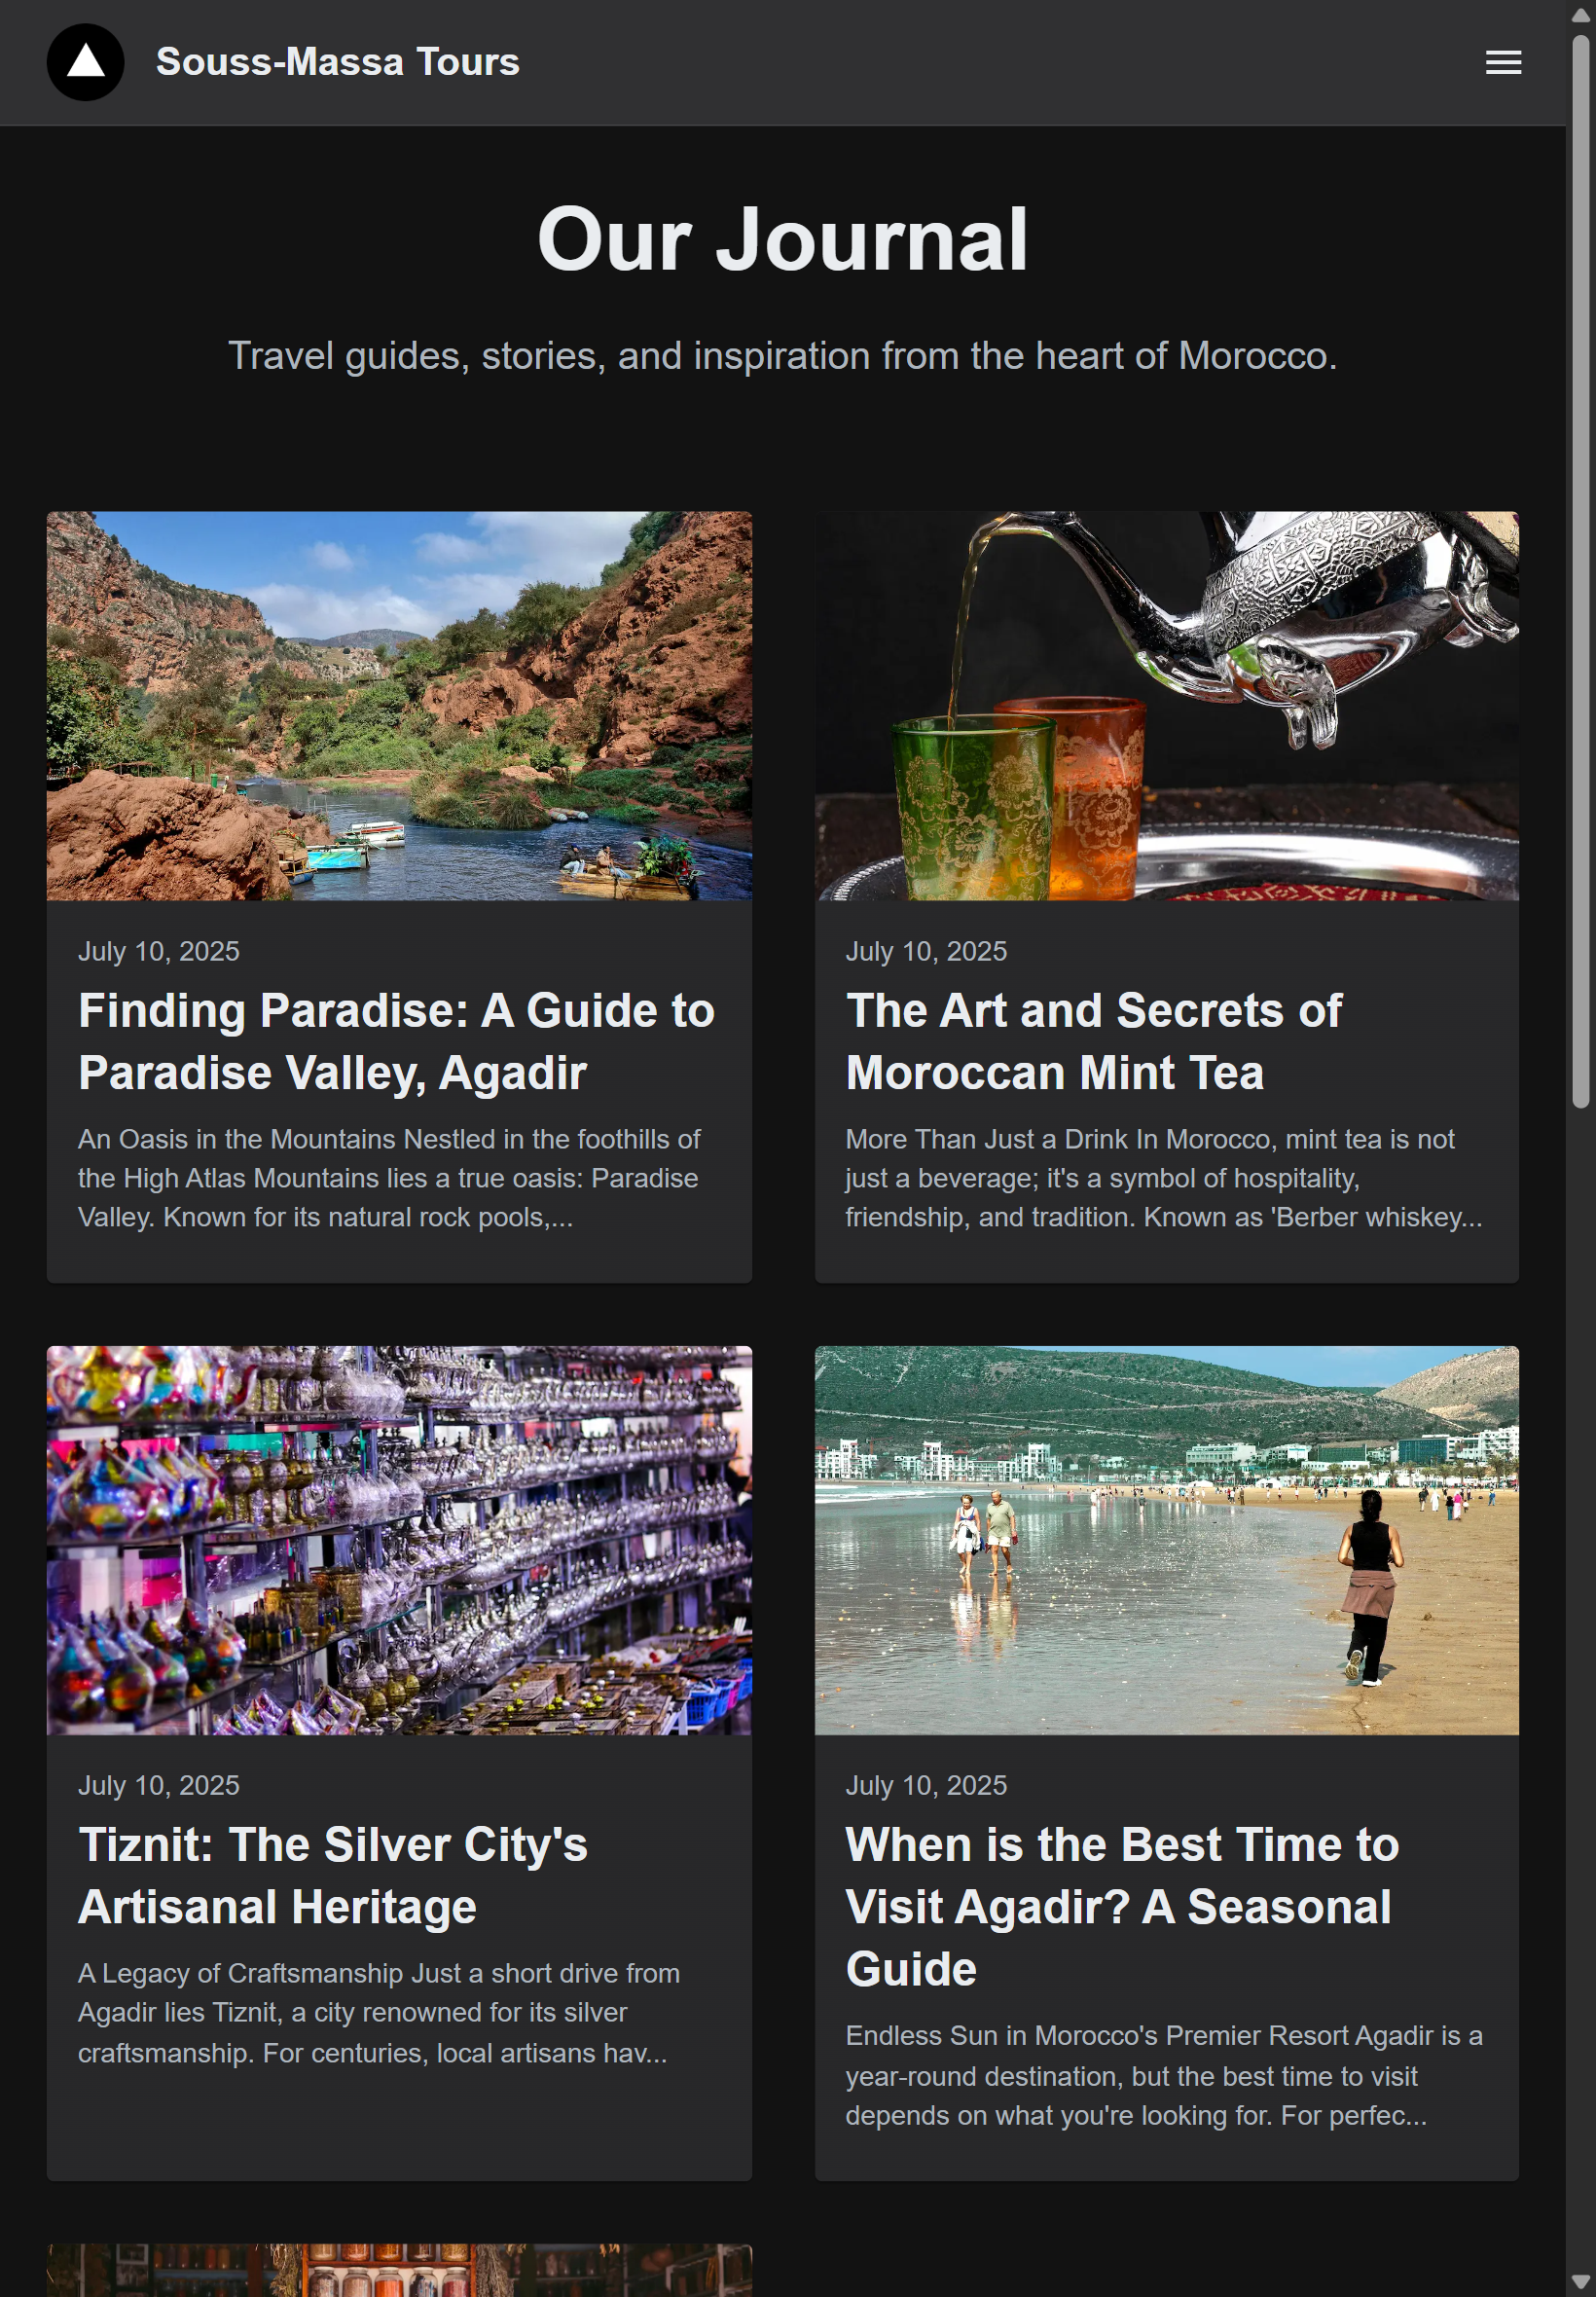 Souss-Massa Tours
Our Journal
Travel guides, stories, and inspiration from the heart of Morocco.
July 10, 2025
Finding Paradise: A Guide to
Paradise Valley, Agadir
An Oasis in the Mountains Nestled in the foothills of
the High Atlas Mountains lies a true oasis: Paradise
Valley. Known for its natural rock pools,...
July 10, 2025
The Art and Secrets of
Moroccan Mint Tea
More Than Just a Drink In Morocco, mint tea is not
just a beverage; it's a symbol of hospitality,
friendship, and tradition. Known as 'Berber whiskey...
July 10, 2025
Tiznit: The Silver City's
Artisanal Heritage
A Legacy of Craftsmanship Just a short drive from
Agadir lies Tiznit, a city renowned for its silver
craftsmanship. For centuries, local artisans hav...
July 10, 2025
When is the Best Time to
Visit Agadir? A Seasonal
Guide
Endless Sun in Morocco's Premier Resort Agadir is a
year-round destination, but the best time to visit
depends on what you're looking for. For perfec...